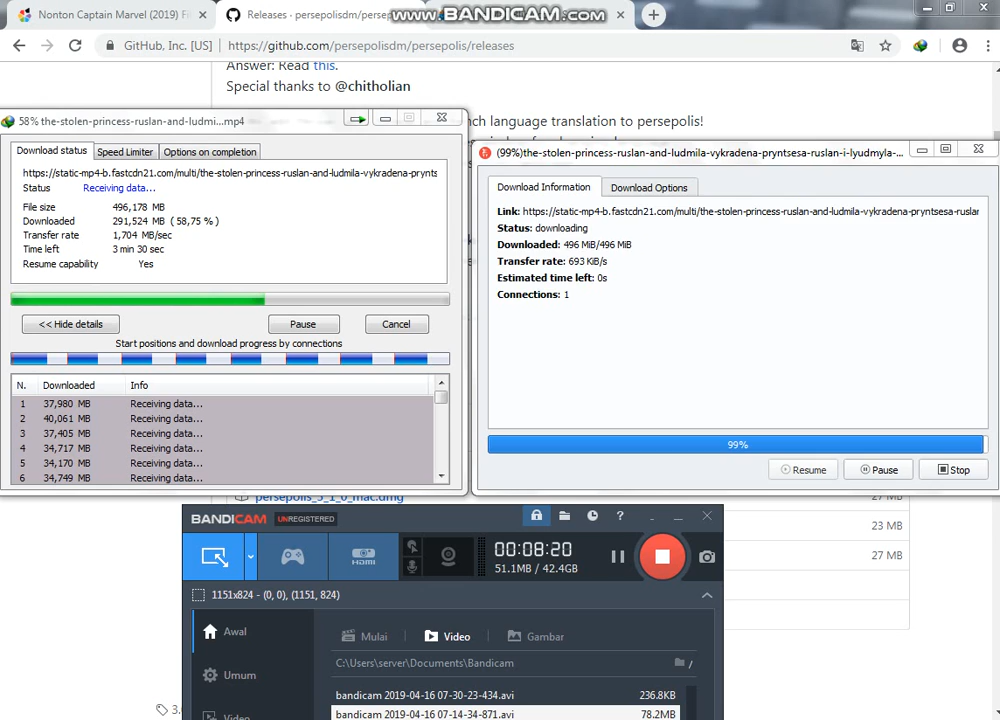 Nonton Captain Marvel (2019) Fi
Releases · persepolisdm/persep
WWW.BANDICAM.COM
GitHub, Inc. [US]
https://github.com/persepolisdm/persepolis/releases
Answer: Read this.
Special thanks to @chitholian
nch language translation to persepolis!
58% the-stolen-princess-ruslan-and-ludmi...mp4
Download status
Speed Limiter
Options on completion
https://static-mp4-b.fastcdn21.com/multi/the-stolen-princess-ruslan-and-ludmila-vykradena-prynts
Status Receiving data...
File size 496,178 MB
Downloaded 291,524 MB ( 58,75 % )
Transfer rate 1,704 MB/sec
Time left 3 min 30 sec
Resume capability Yes
<< Hide details
Pause
Cancel
Start positions and download progress by connections
N. Downloaded Info
1 37,980 MB Receiving data...
2 40,061 MB Receiving data...
3 37,405 MB Receiving data...
4 34,717 MB Receiving data...
5 34,170 MB Receiving data...
6 34,749 MB Receiving data...
(99%)the-stolen-princess-ruslan-and-ludmila-vykradena-pryntsesa-ruslan-i-lyudmyla-...
Download Information
Download Options
Link: https://static-mp4-b.fastcdn21.com/multi/the-stolen-princess-ruslan-and-ludmila-vykradena-pryntsesa-ruslan
Status: downloading
Downloaded: 496 MiB/496 MiB
Transfer rate: 693 KiB/s
Estimated time left: 0s
Connections: 1
99%
Resume
Pause
Stop
persepolis_3_1_0_mac.dmg
27 MB
23 MB
27 MB
BANDICAM UNREGISTERED
00:08:20
51.1MB / 42.4GB
HDMI
1151x824 - (0, 0), (1151, 824)
Awal
Umum
Video
Mulai
Video
Gambar
C:\Users\server\Documents\Bandicam
/
bandicam 2019-04-16 07-30-23-434.avi 236.8KB
bandicam 2019-04-16 07-14-34-871.avi 78.2MB